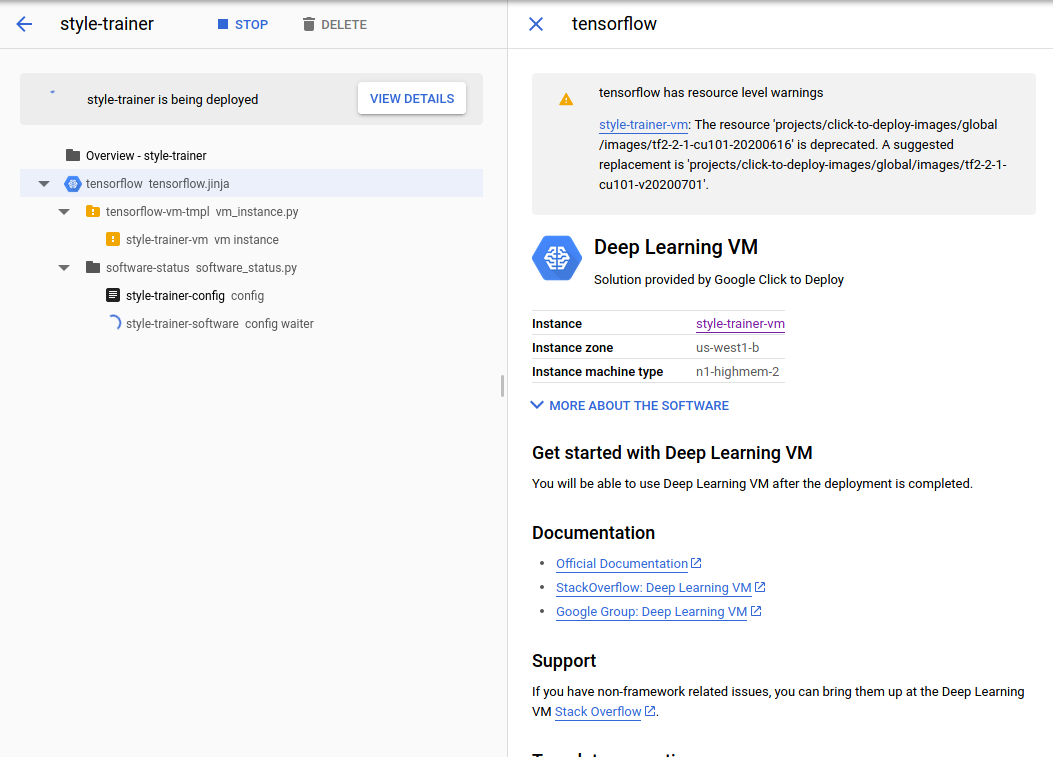 style-trainer
STOP
DELETE
style-trainer is being deployed
VIEW DETAILS
Overview - style-trainer
tensorflow tensorflow.jinja
tensorflow-vm-tmpl vm_instance.py
style-trainer-vm vm instance
software-status software_status.py
style-trainer-config config
style-trainer-software config waiter
tensorflow
tensorflow has resource level warnings
style-trainer-vm: The resource 'projects/click-to-deploy-images/global
/images/tf2-2-1-cu101-20200616' is deprecated. A suggested
replacement is 'projects/click-to-deploy-images/global/images/tf2-2-1-
cu101-v20200701'.
Deep Learning VM
Solution provided by Google Click to Deploy
Instance style-trainer-vm
Instance zone us-west1-b
Instance machine type n1-highmem-2
MORE ABOUT THE SOFTWARE
Get started with Deep Learning VM
You will be able to use Deep Learning VM after the deployment is completed.
Documentation
• Official Documentation
• StackOverflow: Deep Learning VM
• Google Group: Deep Learning VM
Support
If you have non-framework related issues, you can bring them up at the Deep Learning
VM Stack Overflow.